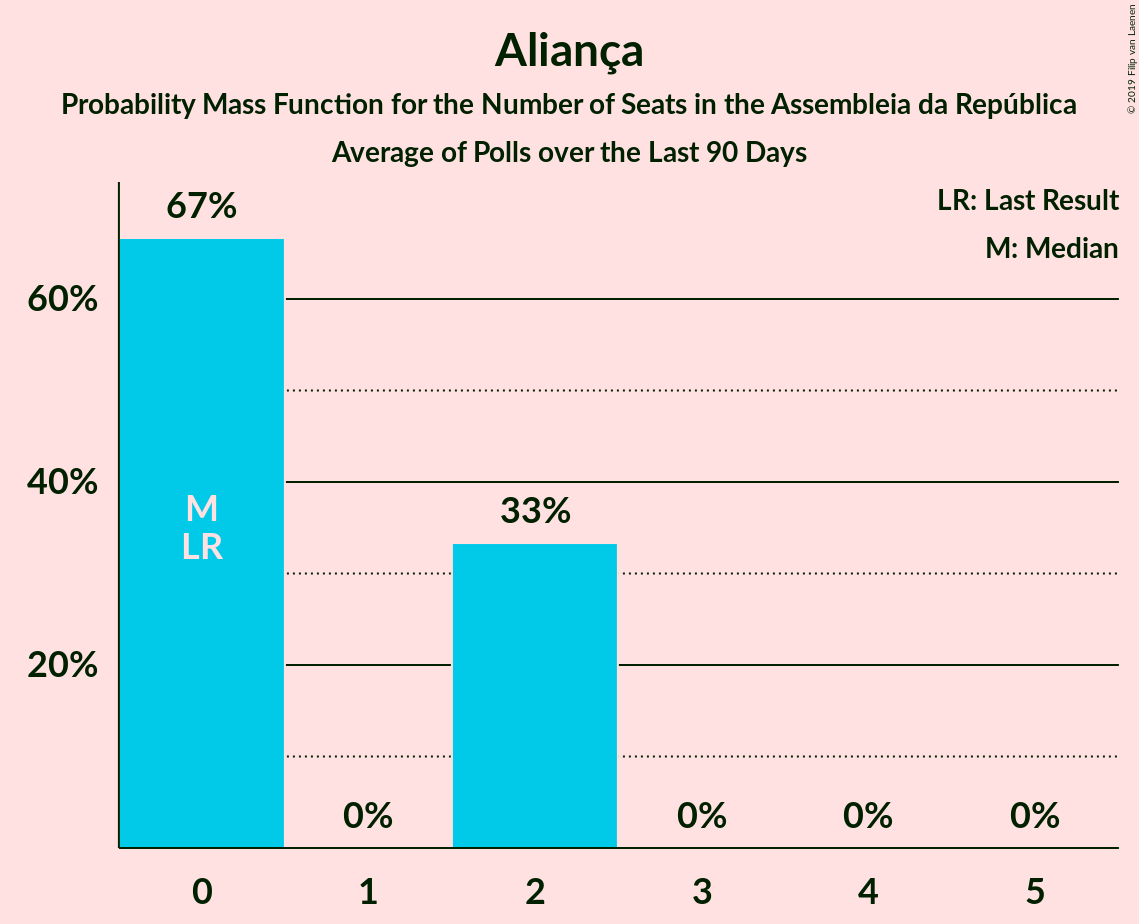 Aliança
Probability Mass Function for the Number of Seats in the Assembleia da República
Average of Polls over the Last 90 Days
© 2019 Filip van Laenen
LR: Last Result
M: Median
67%
60%
40%
33%
20%
M
LR
0%
0%
0%
0%
0
1
2
3
4
5